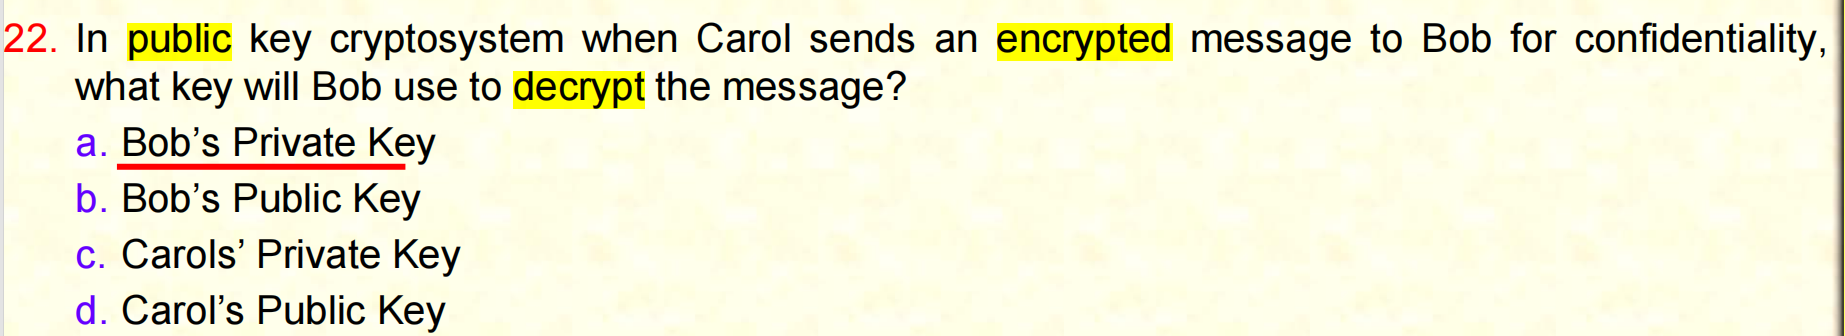 22. In public key cryptosystem when Carol sends an encrypted message to Bob for confidentiality,
what key will Bob use to decrypt the message?
a. Bob’s Private Key
b. Bob’s Public Key
c. Carols’ Private Key
d. Carol’s Public Key